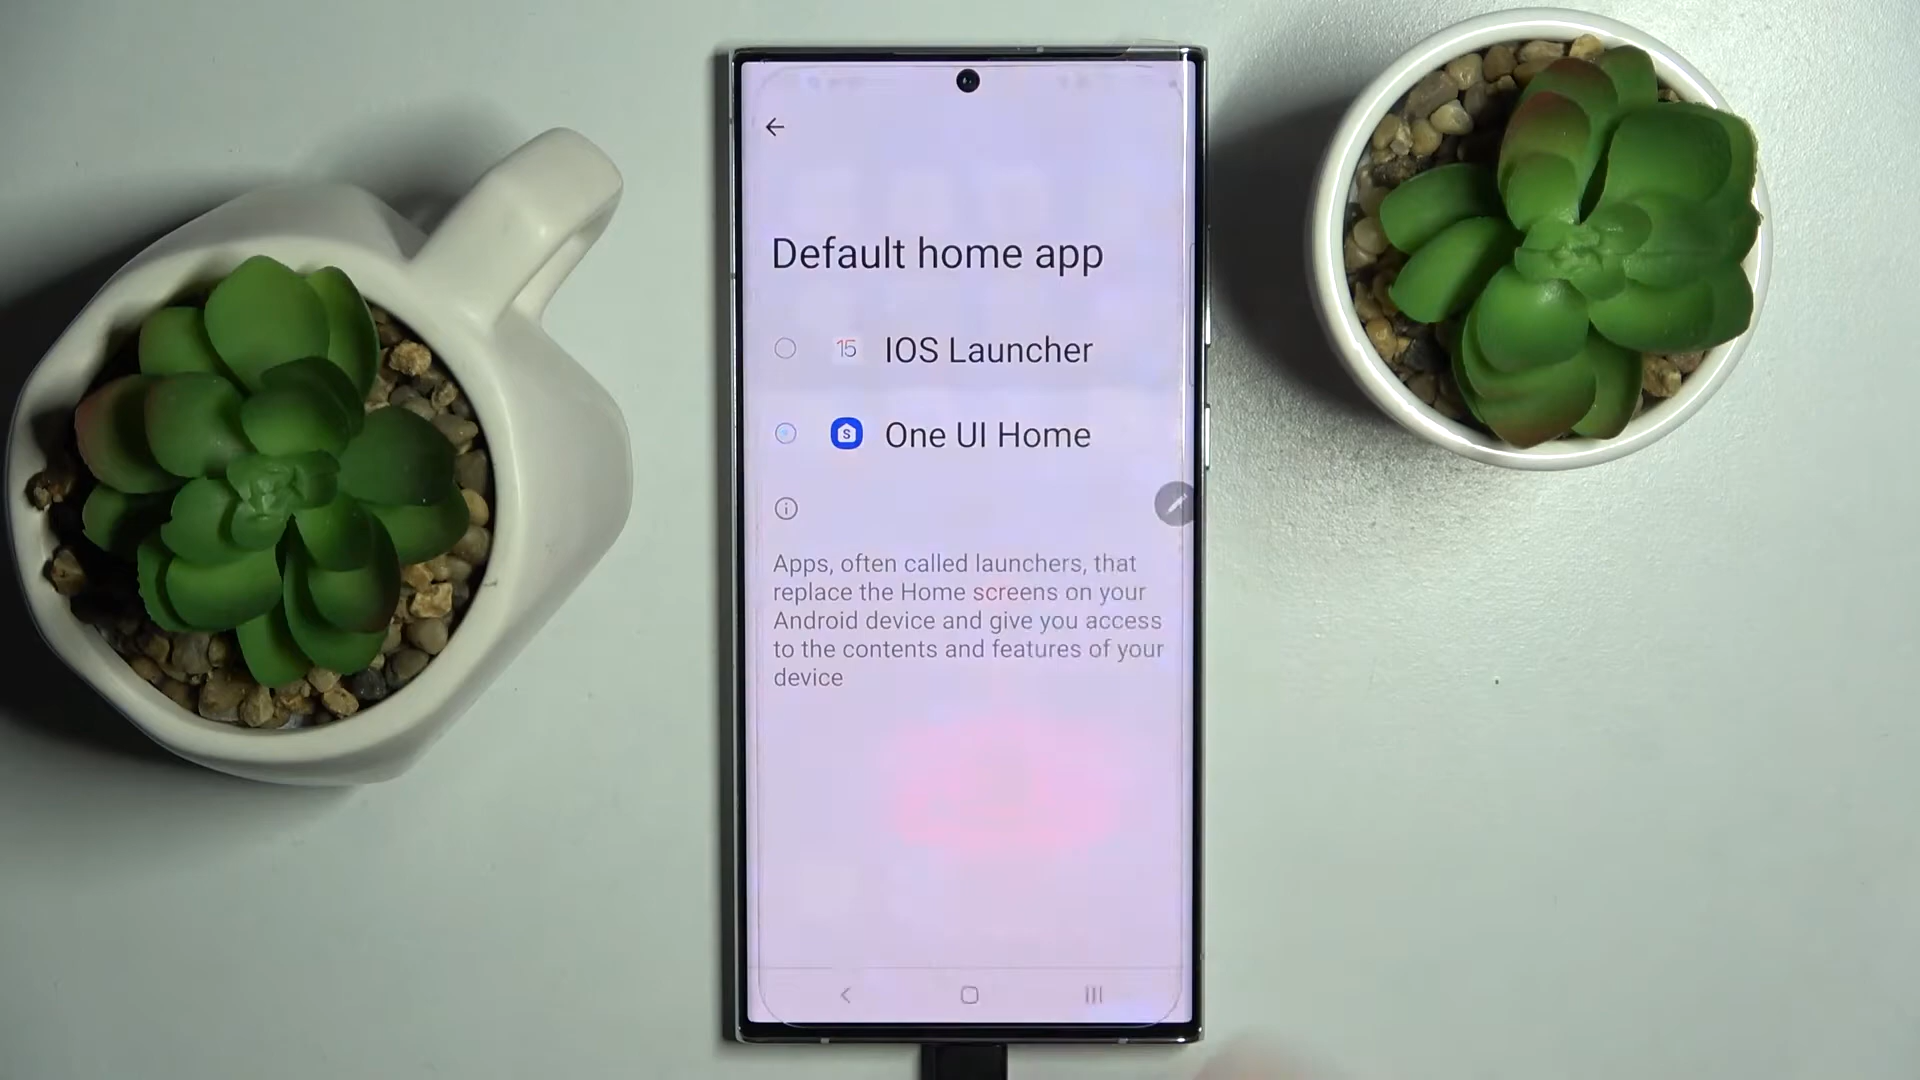 Default home app
15 IOS Launcher
S One UI Home
Apps, often called launchers, that
replace the Home screens on your
Android device and give you access
to the contents and features of your
device